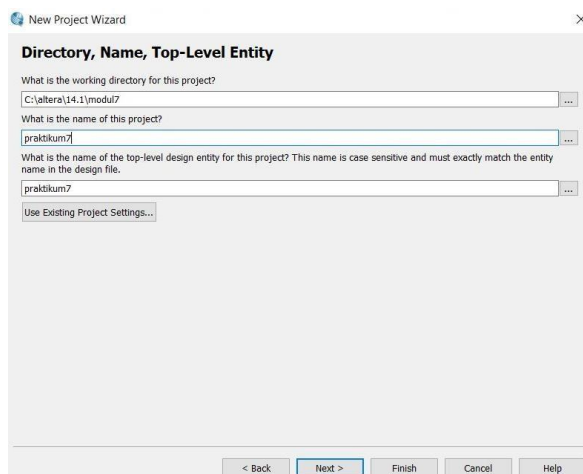 New Project Wizard
Directory, Name, Top-Level Entity
What is the working directory for this project?
C:\altera\14.1\modul7
...
What is the name of this project?
praktikum7
...
What is the name of the top-level design entity for this project? This name is case sensitive and must exactly match the entity
name in the design file.
praktikum7
...
Use Existing Project Settings...
< Back Next > Finish Cancel Help